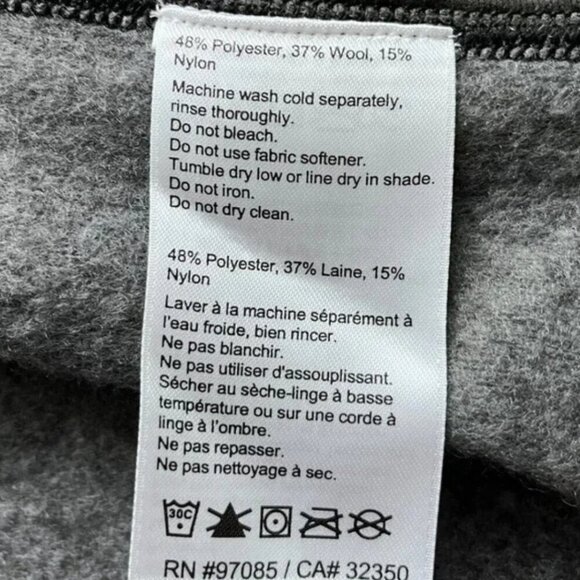 48% Polyester, 37% Wool, 15%
Nylon
Machine wash cold separately,
rinse thoroughly.
Do not bleach.
Do not use fabric softener.
Tumble dry low or line dry in shade.
Do not iron.
Do not dry clean.
48% Polyester, 37% Laine, 15%
Nylon
Laver à la machine séparément à
l'eau froide, bien rincer.
Ne pas blanchir.
Ne pas utiliser d'assouplissant.
Sécher au sèche-linge à basse
température ou sur une corde à
linge à l'ombre.
Ne pas repasser.
Ne pas nettoyage à sec.
30C
RN #97085 / CA# 32350